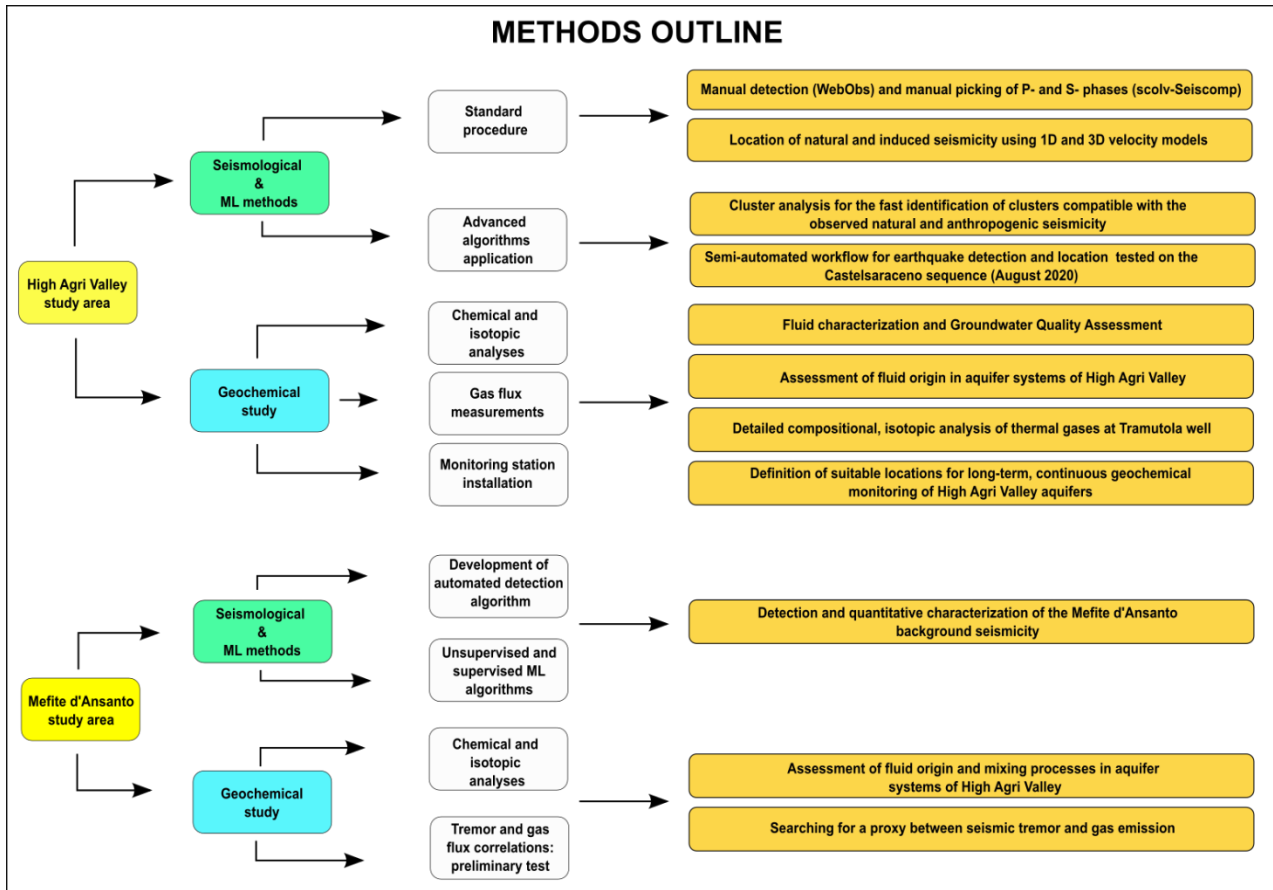 METHODS OUTLINE
High Agri Valley
study area
Seismological
&
ML methods
Standard
procedure
Manual detection (WebObs) and manual picking of P- and S- phases (scolv-Seiscomp)
Location of natural and induced seismicity using 1D and 3D velocity models
Advanced
algorithms
application
Cluster analysis for the fast identification of clusters compatible with the
observed natural and anthropogenic seismicity
Semi-automated workflow for earthquake detection and location tested on the
Castelsaraceno sequence (August 2020)
Geochemical
study
Chemical and
isotopic
analyses
Gas flux
measurements
Monitoring station
installation
Fluid characterization and Groundwater Quality Assessment
Assessment of fluid origin in aquifer systems of High Agri Valley
Detailed compositional, isotopic analysis of thermal gases at Tramutola well
Definition of suitable locations for long-term, continuous geochemical
monitoring of High Agri Valley aquifers
Mefite d'Ansanto
study area
Seismological
&
ML methods
Development of
automated detection
algorithm
Unsupervised and
supervised ML
algorithms
Detection and quantitative characterization of the Mefite d'Ansanto
background seismicity
Geochemical
study
Chemical and
isotopic
analyses
Tremor and gas
flux correlations:
preliminary test
Assessment of fluid origin and mixing processes in aquifer
systems of High Agri Valley
Searching for a proxy between seismic tremor and gas emission